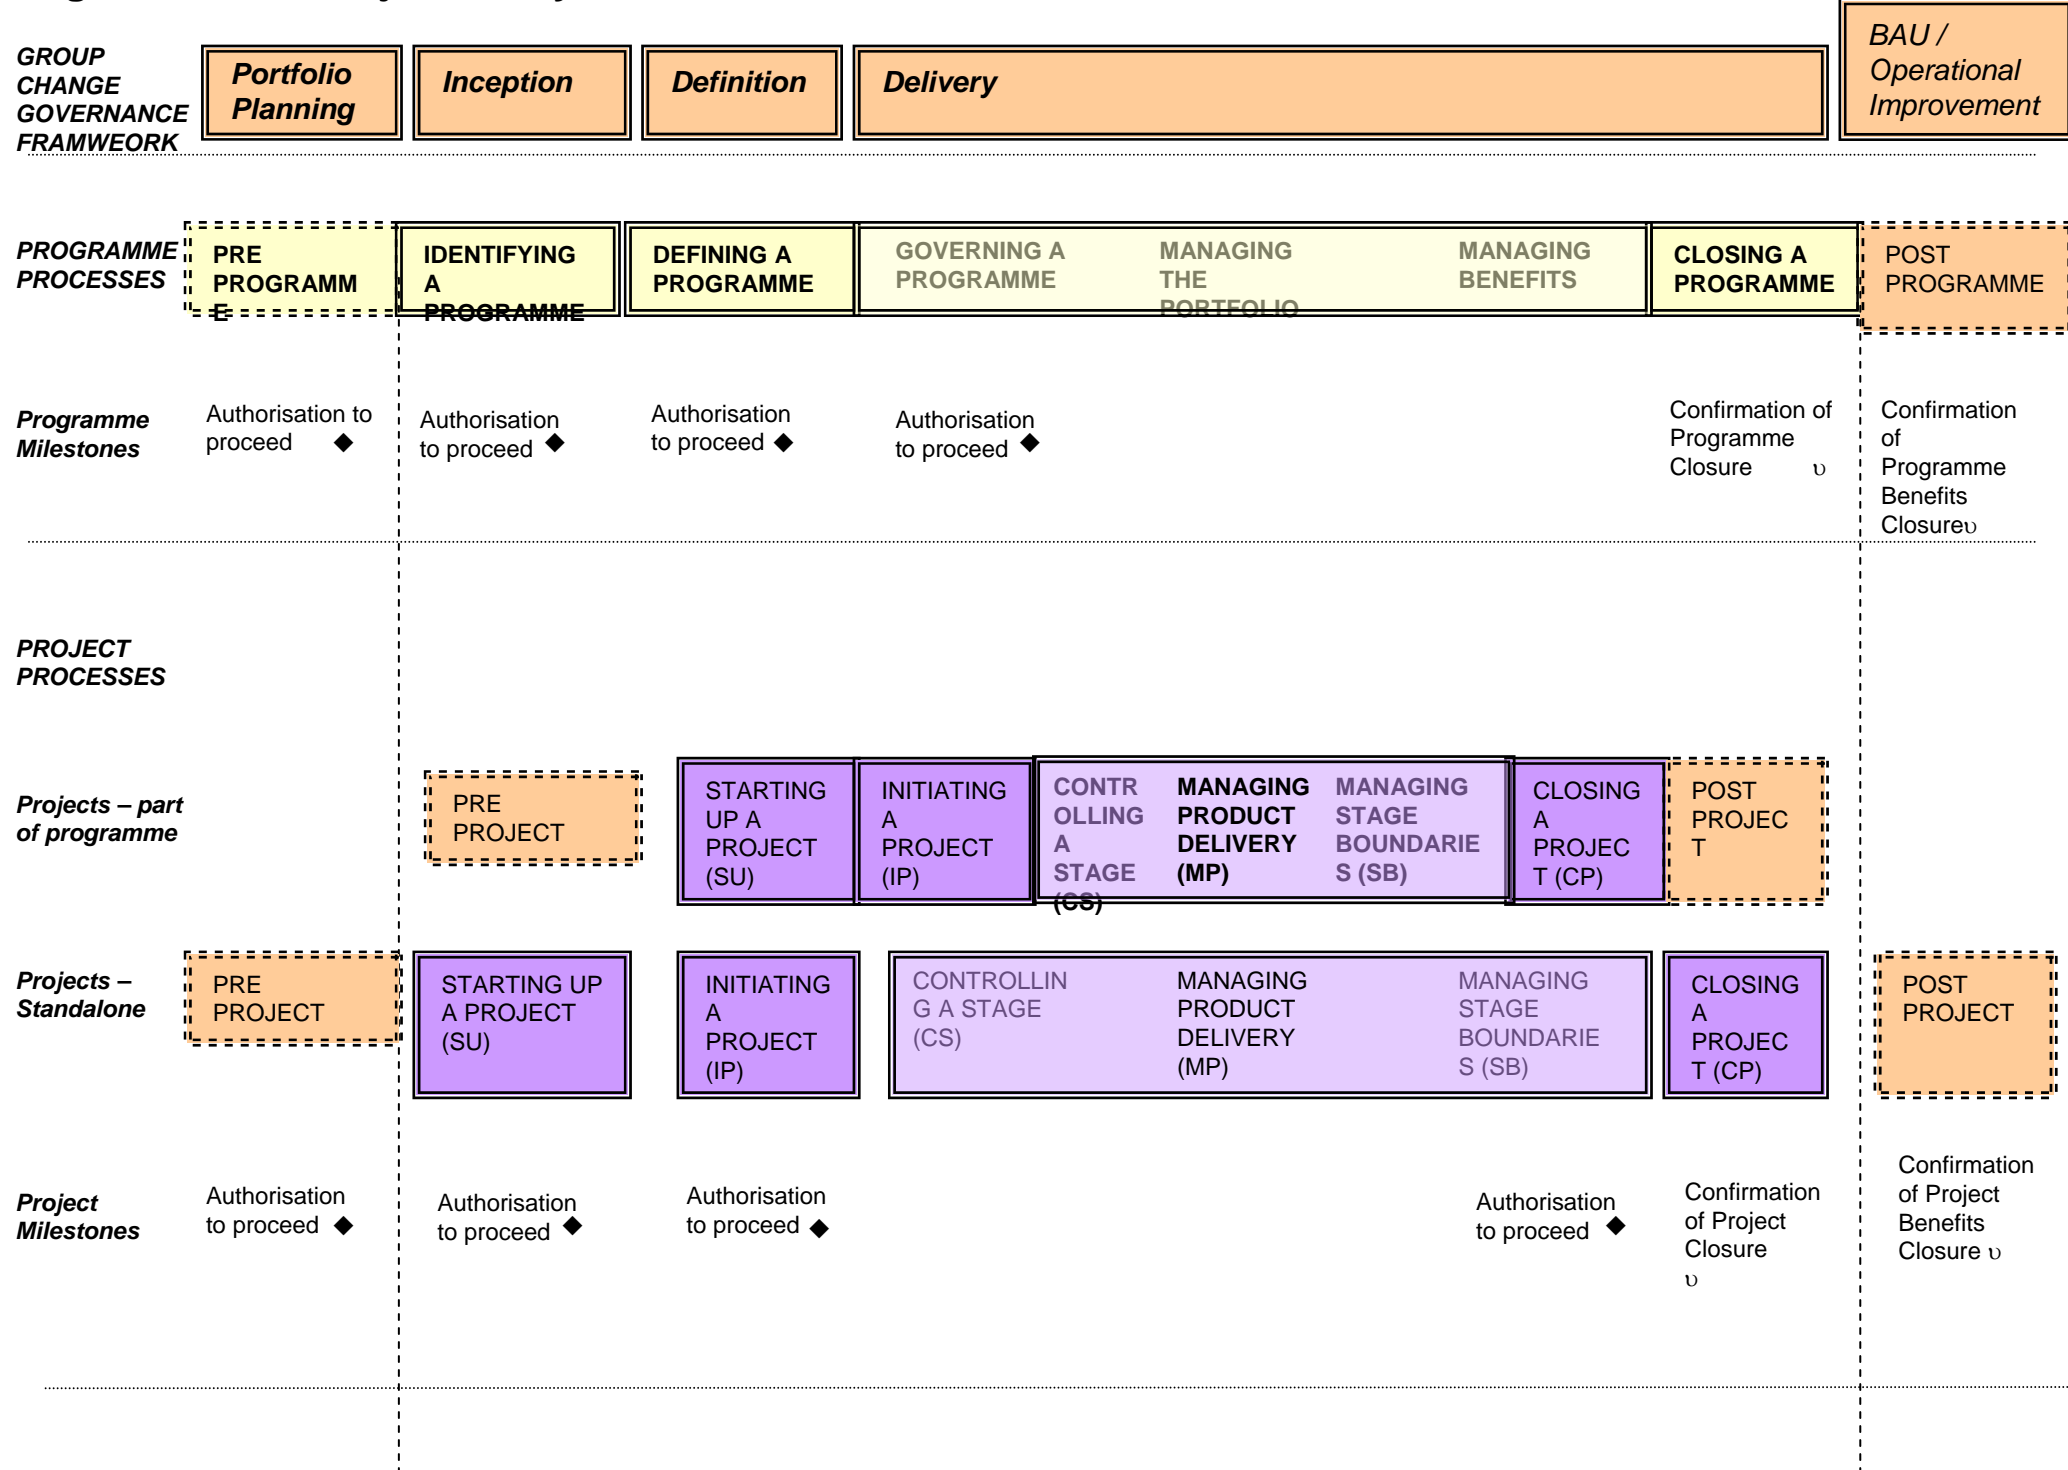 GROUP
CHANGE
GOVERNANCE
FRAMWEORK
Portfolio
Planning
Inception
Definition
Delivery
BAU /
Operational
Improvement
PROGRAMME
PROCESSES
PRE
PROGRAMM
E
IDENTIFYING
A
PROGRAMME
DEFINING A
PROGRAMME
GOVERNING A
PROGRAMME
MANAGING
THE
PORTFOLIO
MANAGING
BENEFITS
CLOSING A
PROGRAMME
POST
PROGRAMME
Programme
Milestones
Authorisation to
proceed ◆
Authorisation
to proceed ◆
Authorisation
to proceed ◆
Authorisation
to proceed ◆
Confirmation of
Programme
Closure υ
Confirmation
of
Programme
Benefits
Closureυ
PROJECT
PROCESSES
Projects – part
of programme
PRE
PROJECT
STARTING
UP A
PROJECT
(SU)
INITIATING
A
PROJECT
(IP)
CONTR
OLLING
A
STAGE
(CS)
MANAGING
PRODUCT
DELIVERY
(MP)
MANAGING
STAGE
BOUNDARIE
S (SB)
CLOSING
A
PROJEC
T (CP)
POST
PROJEC
T
Projects –
Standalone
PRE
PROJECT
STARTING UP
A PROJECT
(SU)
INITIATING
A
PROJECT
(IP)
CONTROLLIN
G A STAGE
(CS)
MANAGING
PRODUCT
DELIVERY
(MP)
MANAGING
STAGE
BOUNDARIE
S (SB)
CLOSING
A
PROJEC
T (CP)
POST
PROJECT
Project
Milestones
Authorisation
to proceed ◆
Authorisation
to proceed ◆
Authorisation
to proceed ◆
Authorisation
to proceed ◆
Confirmation
of Project
Closure
υ
Confirmation
of Project
Benefits
Closure υ